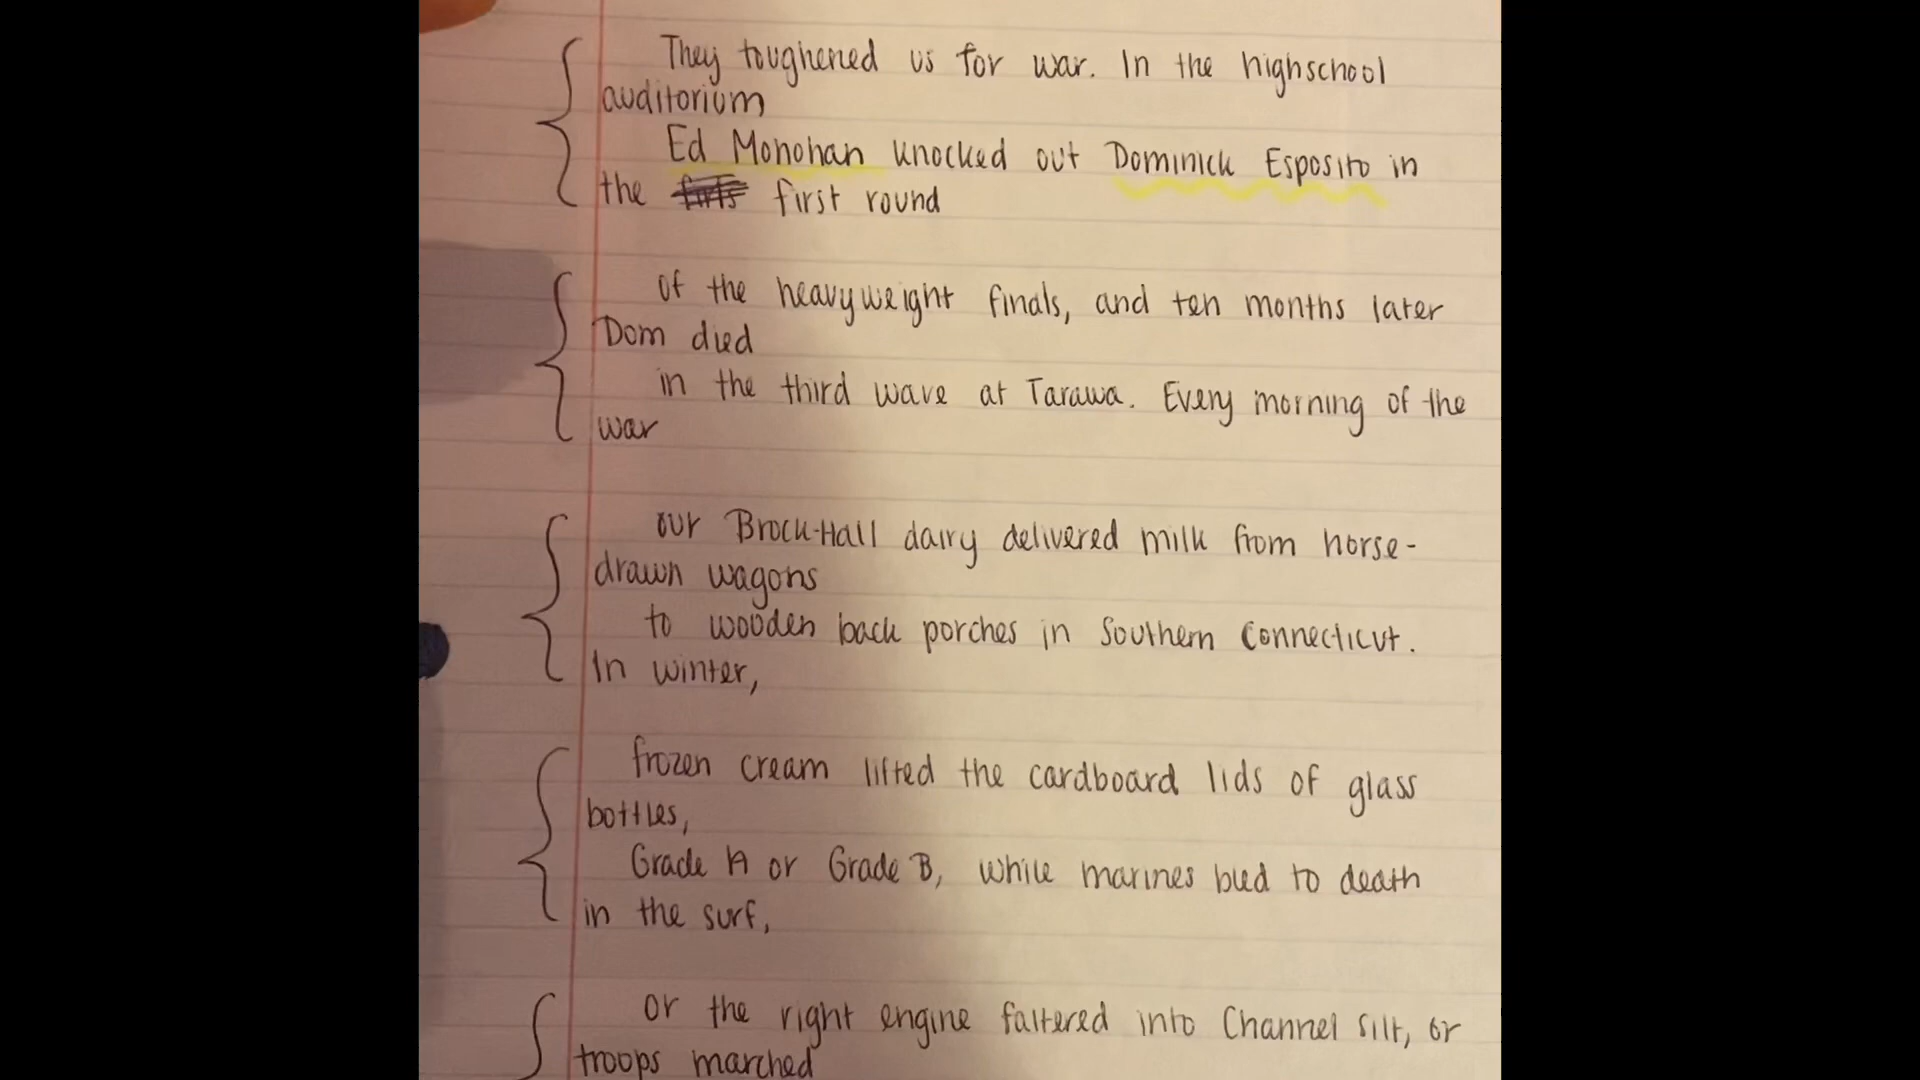 They toughened us for war. In the highschool
auditorium
Ed Monohan knocked out Dominick Esposito in
the first round
of the heavyweight finals, and ten months later
Dom died
in the third wave at Tarawa. Every morning of the
war
our Brock-Hall dairy delivered milk from horse-
drawn wagons
to wooden back porches in Southern Connecticut.
In winter,
frozen cream lifted the cardboard lids of glass
bottles,
Grade A or Grade B, while marines bled to death
in the surf,
or the right engine faltered into Channel silt, or
troops marched